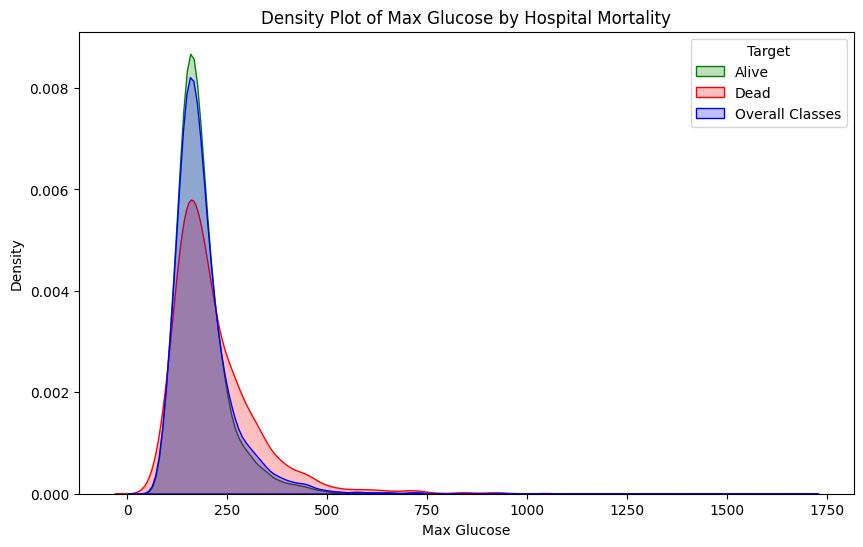 Density Plot of Max Glucose by Hospital Mortality
Target
Alive
Dead
Overall Classes
Density
0.008
0.006
0.004
0.002
0.000
0
250
500
750
1000
1250
1500
1750
Max Glucose